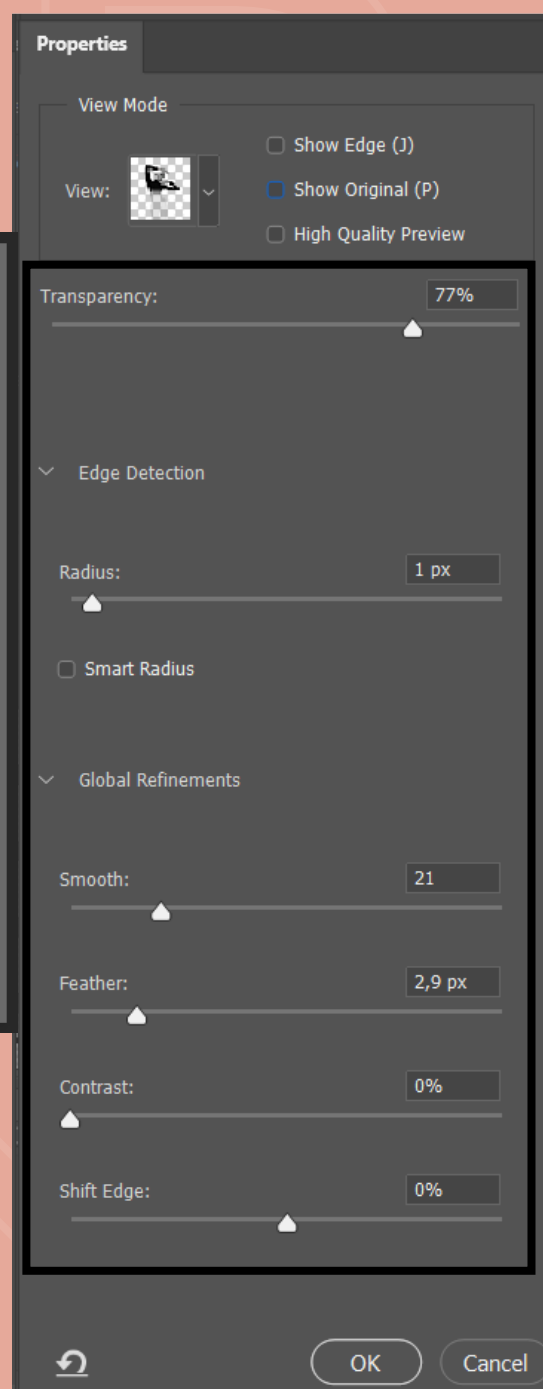 Properties
View Mode
Show Edge (J)
View:
Show Original (P)
High Quality Preview
Transparency: 77%
Edge Detection
Radius: 1 px
Smart Radius
Global Refinements
Smooth: 21
Feather: 2,9 px
Contrast: 0%
Shift Edge: 0%
OK Cancel